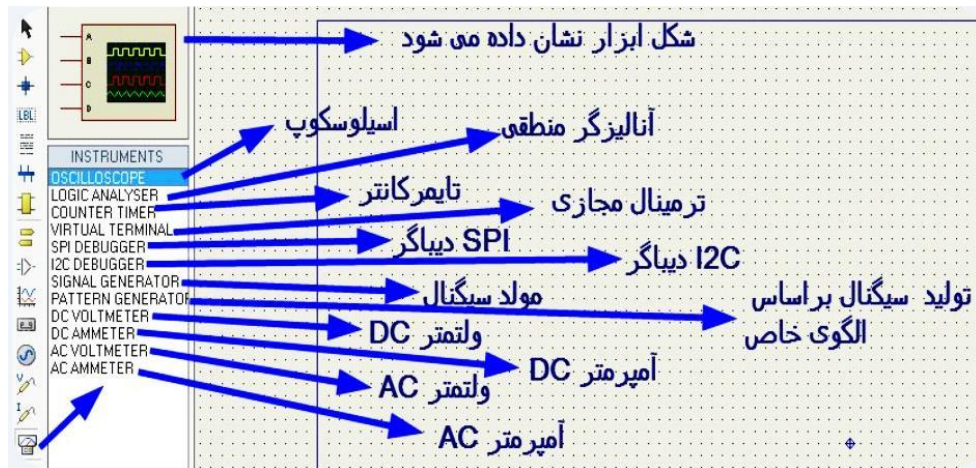 شکل ابزار نشان داده می شود
A
B
C
D
LBL
INSTRUMENTS
OSCILLOSCOPE
LOGIC ANALYSER
COUNTER TIMER
VIRTUAL TERMINAL
SPI DEBUGGER
I2C DEBUGGER
SIGNAL GENERATOR
PATTERN GENERATOR
DC VOLTMETER
DC AMMETER
AC VOLTMETER
AC AMMETER
اسیلوسکوپ
آنالیزگر منطقی
تایمرکانتر
ترمینال مجازی
SPI دیباگر
I2C دیباگر
مولد سیگنال
تولید سیگنال بر اساس
الگوی خاص
ولتمتر DC
آمپرمتر DC
ولتمتر AC
آمپرمتر AC
V
I